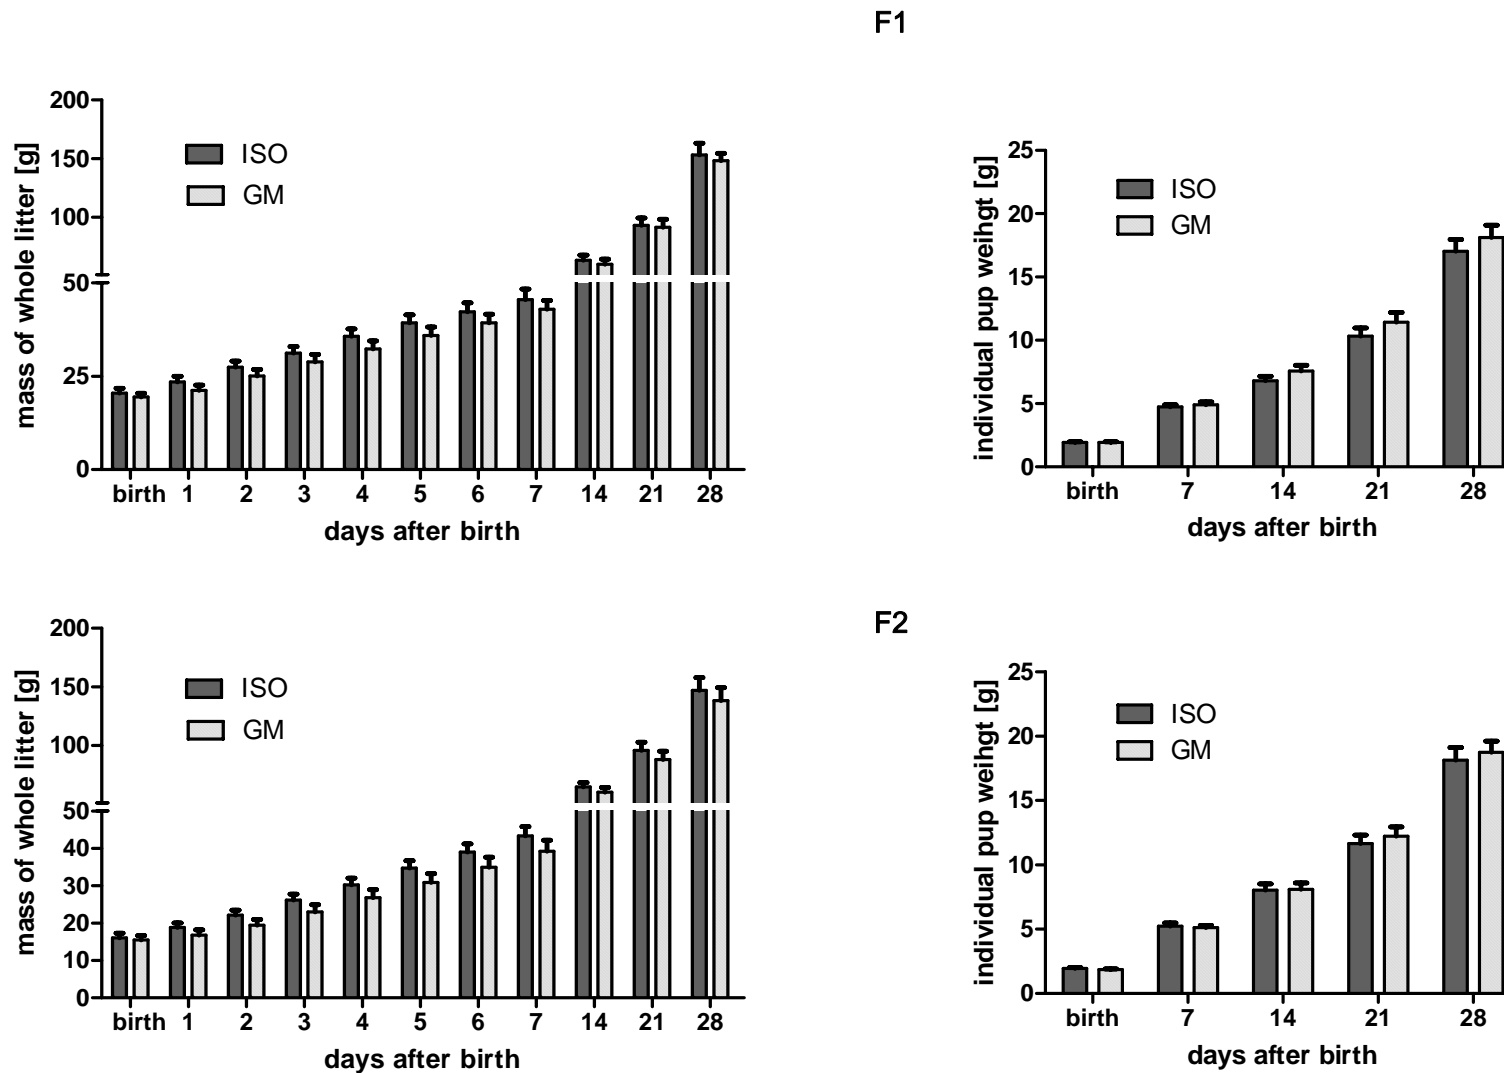 F1
mass of whole litter [g]
200
150
100
50
25
0
ISO
GM
birth 1 2 3 4 5 6 7 14 21 28
days after birth
individual pup weihgt [g]
25
20
15
10
5
0
ISO
GM
birth 7 14 21 28
days after birth
F2
mass of whole litter [g]
200
150
100
50
40
30
20
10
0
ISO
GM
birth 1 2 3 4 5 6 7 14 21 28
days after birth
individual pup weihgt [g]
25
20
15
10
5
0
ISO
GM
birth 7 14 21 28
days after birth